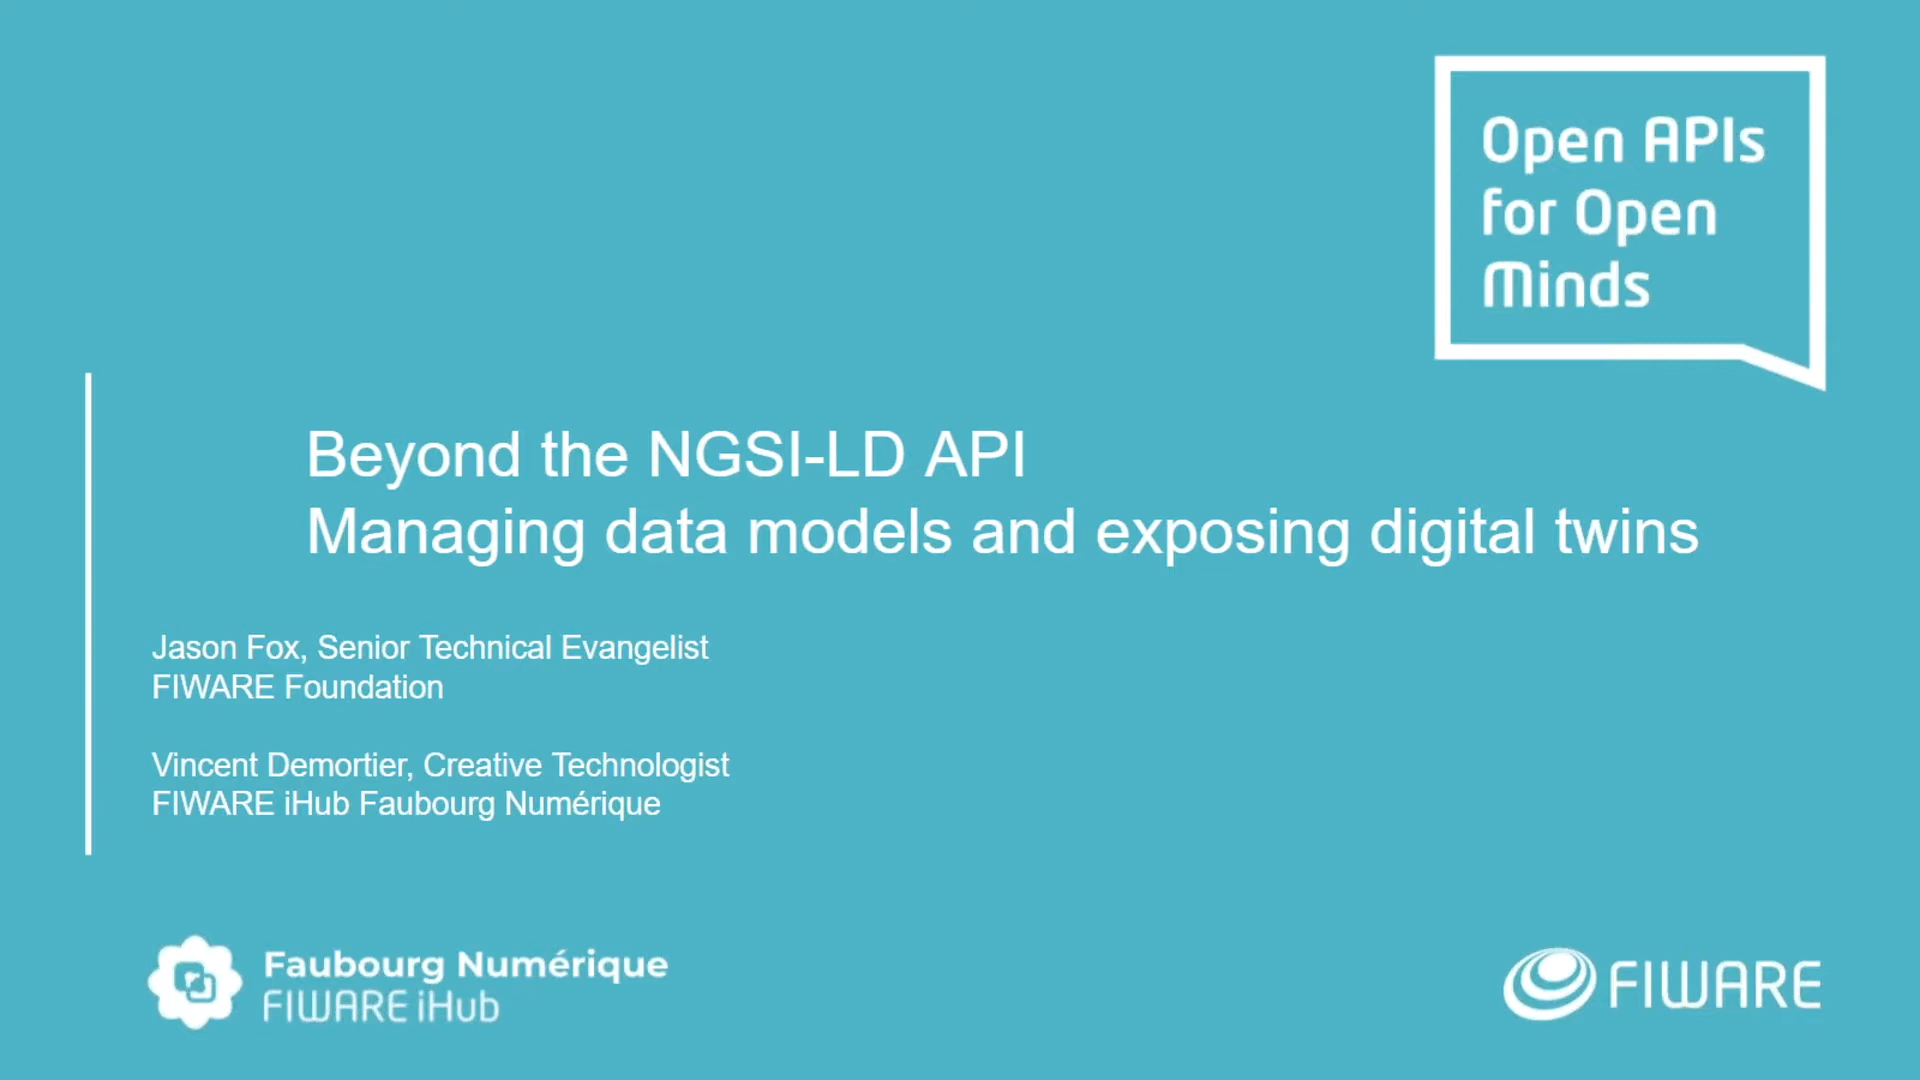 Open APIs
for Open
Minds
Beyond the NGSI-LD API
Managing data models and exposing digital twins
Jason Fox, Senior Technical Evangelist
FIWARE Foundation
Vincent Demortier, Creative Technologist
FIWARE iHub Faubourg Numérique
Faubourg Numérique
FIWARE iHub
FIWARE